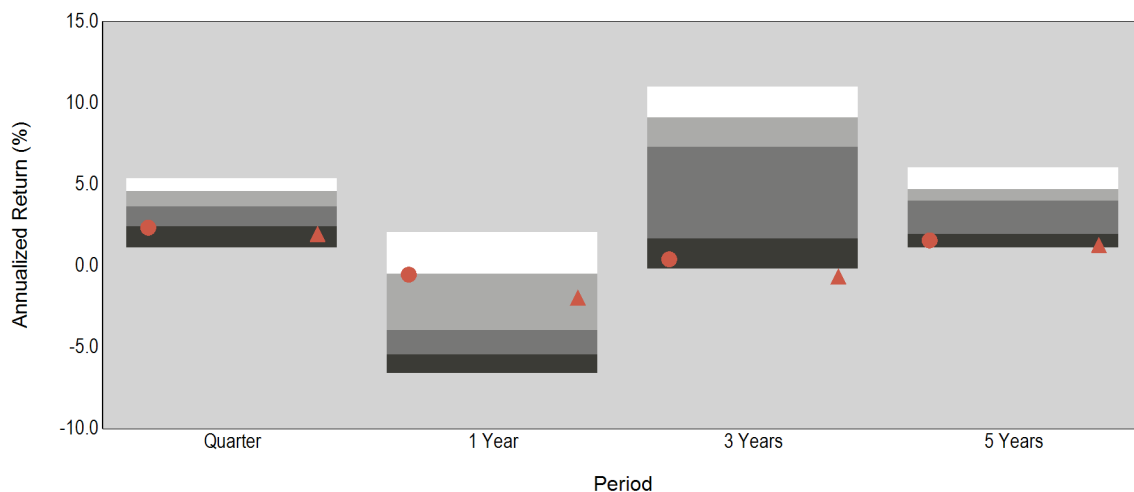 15.0
10.0
5.0
0.0
-5.0
-10.0
Annualized Return (%)
Quarter
1 Year
3 Years
5 Years
Period